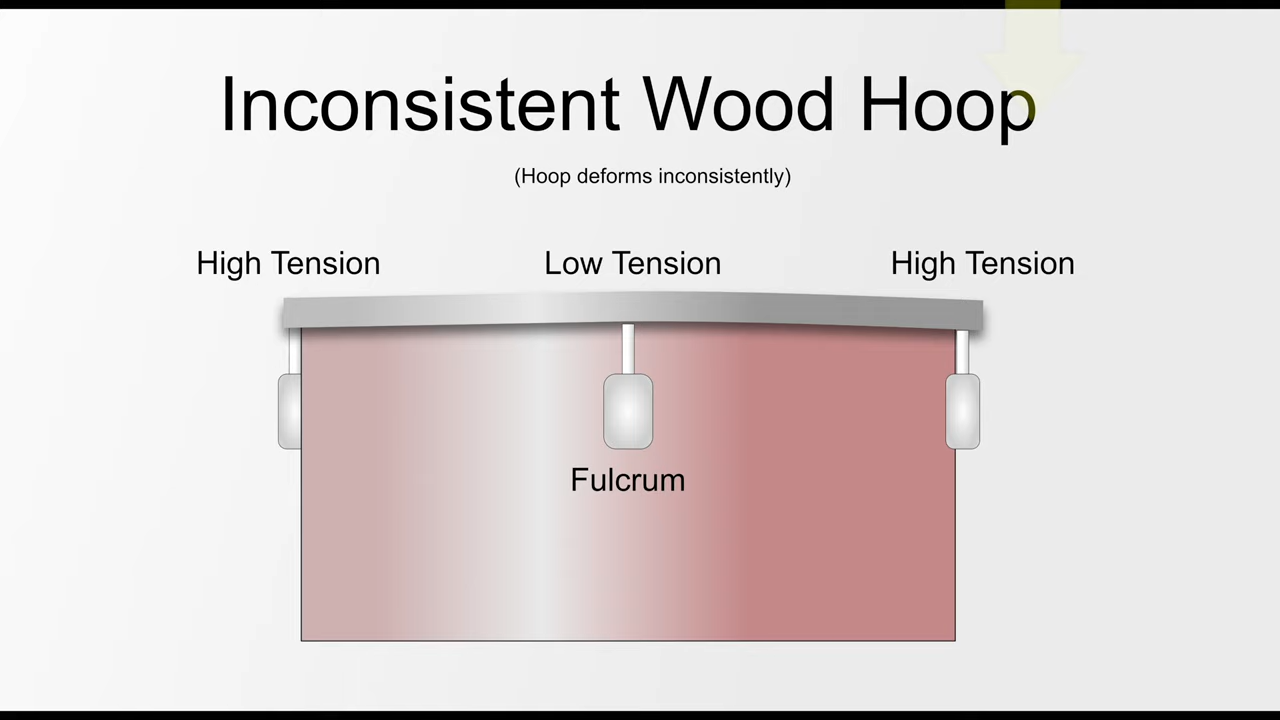 Inconsistent Wood Hoop
(Hoop deforms inconsistently)
High Tension Low Tension High Tension
Fulcrum